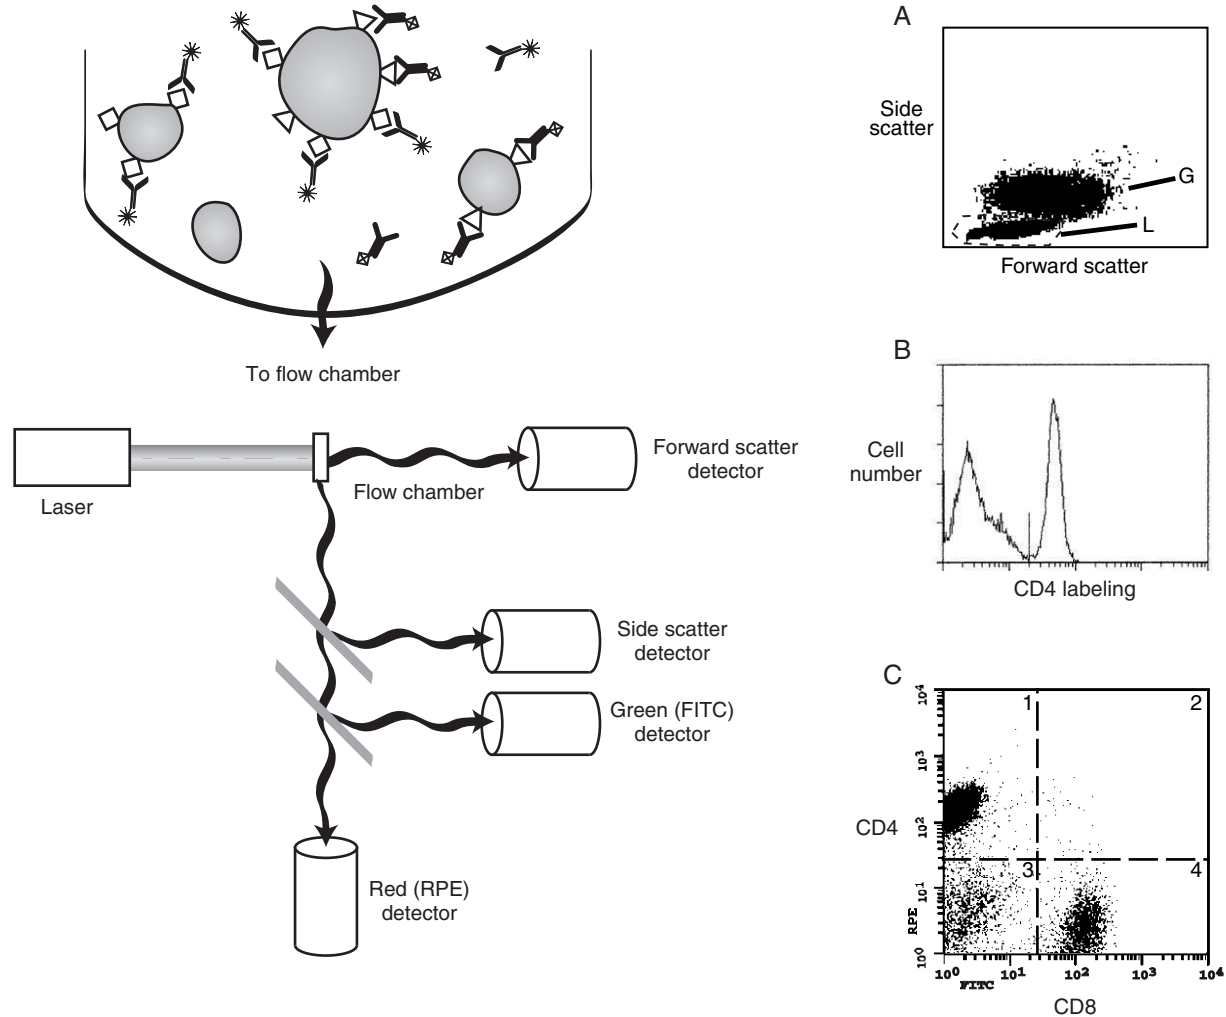 To flow chamber
Laser
Flow chamber
Forward scatter
detector
Side scatter
detector
Green (FITC)
detector
Red (RPE)
detector
A
Side
scatter
G
L
Forward scatter
B
Cell
number
CD4 labeling
C
10⁴
1
2
10³
CD4
10²
3
4
10¹
RPE
10⁰
10⁰ 10¹ 10² 10³ 10⁴
FITC
CD8